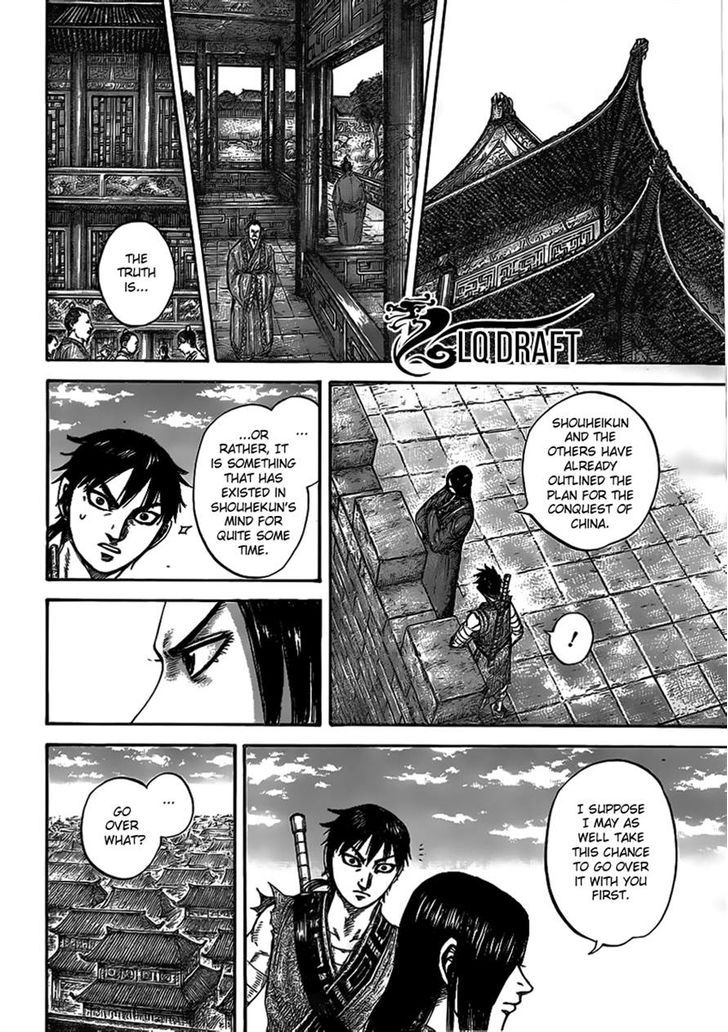 THE
TRUTH
IS...
LQ DRAFT
SHOUHEIKUN
AND THE
OTHERS HAVE
ALREADY
OUTLINED THE
PLAN FOR THE
CONQUEST OF
CHINA.
!
...
...OR
RATHER, IT
IS SOMETHING
THAT HAS
EXISTED IN
SHOUHEKUN'S
MIND FOR
QUITE SOME
TIME.
I SUPPOSE
I MAY AS
WELL TAKE
THIS CHANCE
TO GO OVER
IT WITH YOU
FIRST.
...
GO
OVER
WHAT?